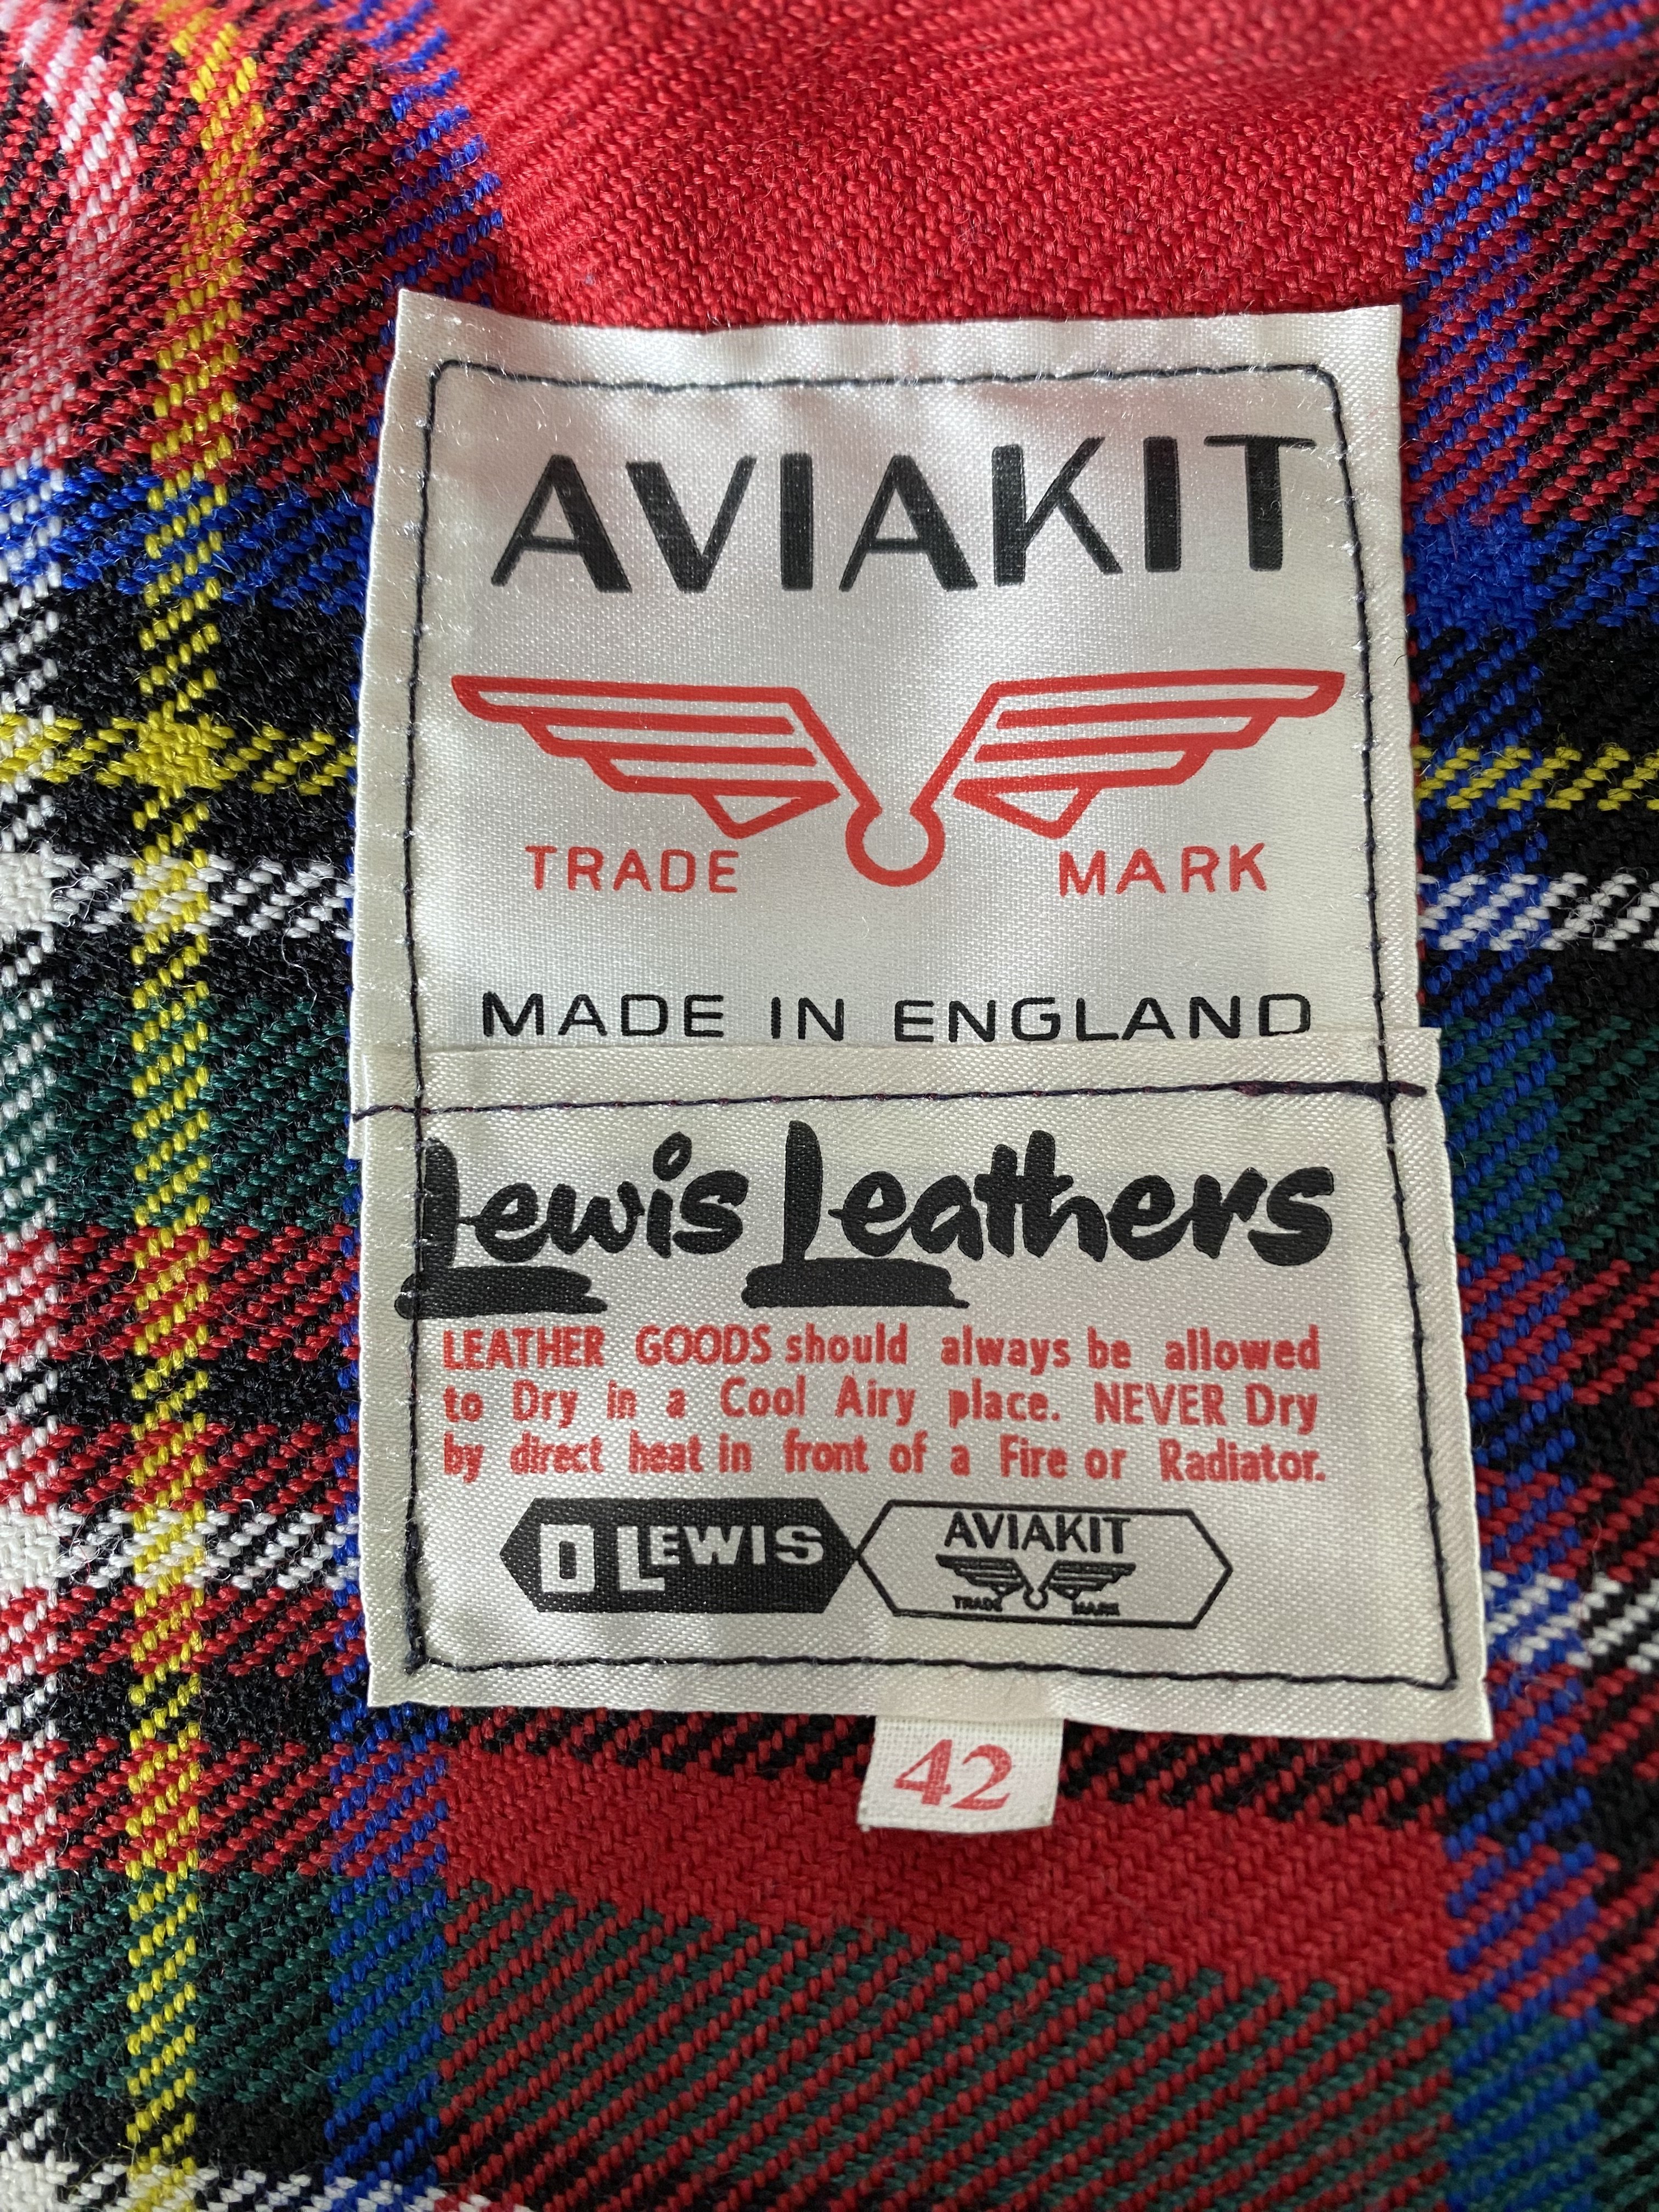 AVIAKIT
TRADE MARK
MADE IN ENGLAND
Lewis Leathers
LEATHER GOODS should always be allowed
to Dry in a Cool Airy place. NEVER Dry
by direct heat in front of a Fire or Radiator.
D LEWIS
AVIAKIT
TRADE MARK
42